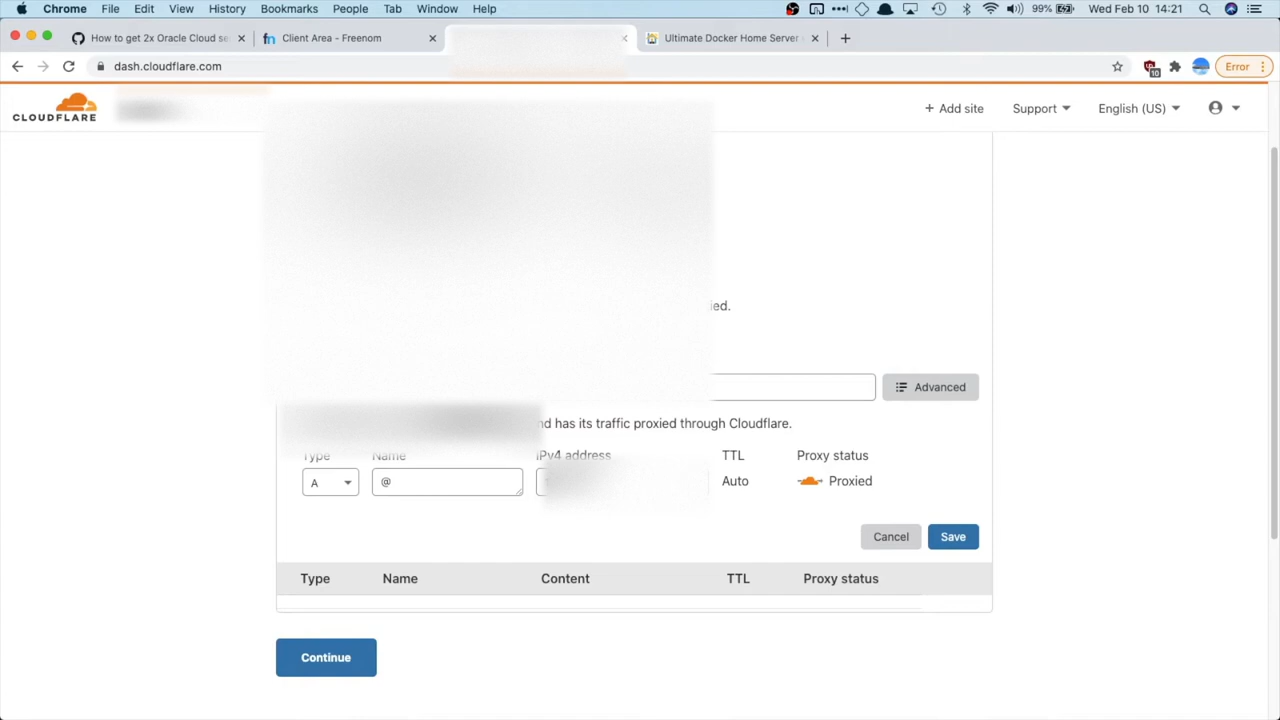 Chrome File Edit View History Bookmarks People Tab Window Help 99% Wed Feb 10 14:21
How to get 2x Oracle Cloud se Client Area - Freenom Ultimate Docker Home Server
dash.cloudflare.com 10 Error
CLOUDFLARE + Add site Support English (US)
ied.
Advanced
nd has its traffic proxied through Cloudflare.
Type Name IPv4 address TTL Proxy status
A @ Auto Proxied
Cancel Save
Type Name Content TTL Proxy status
Continue